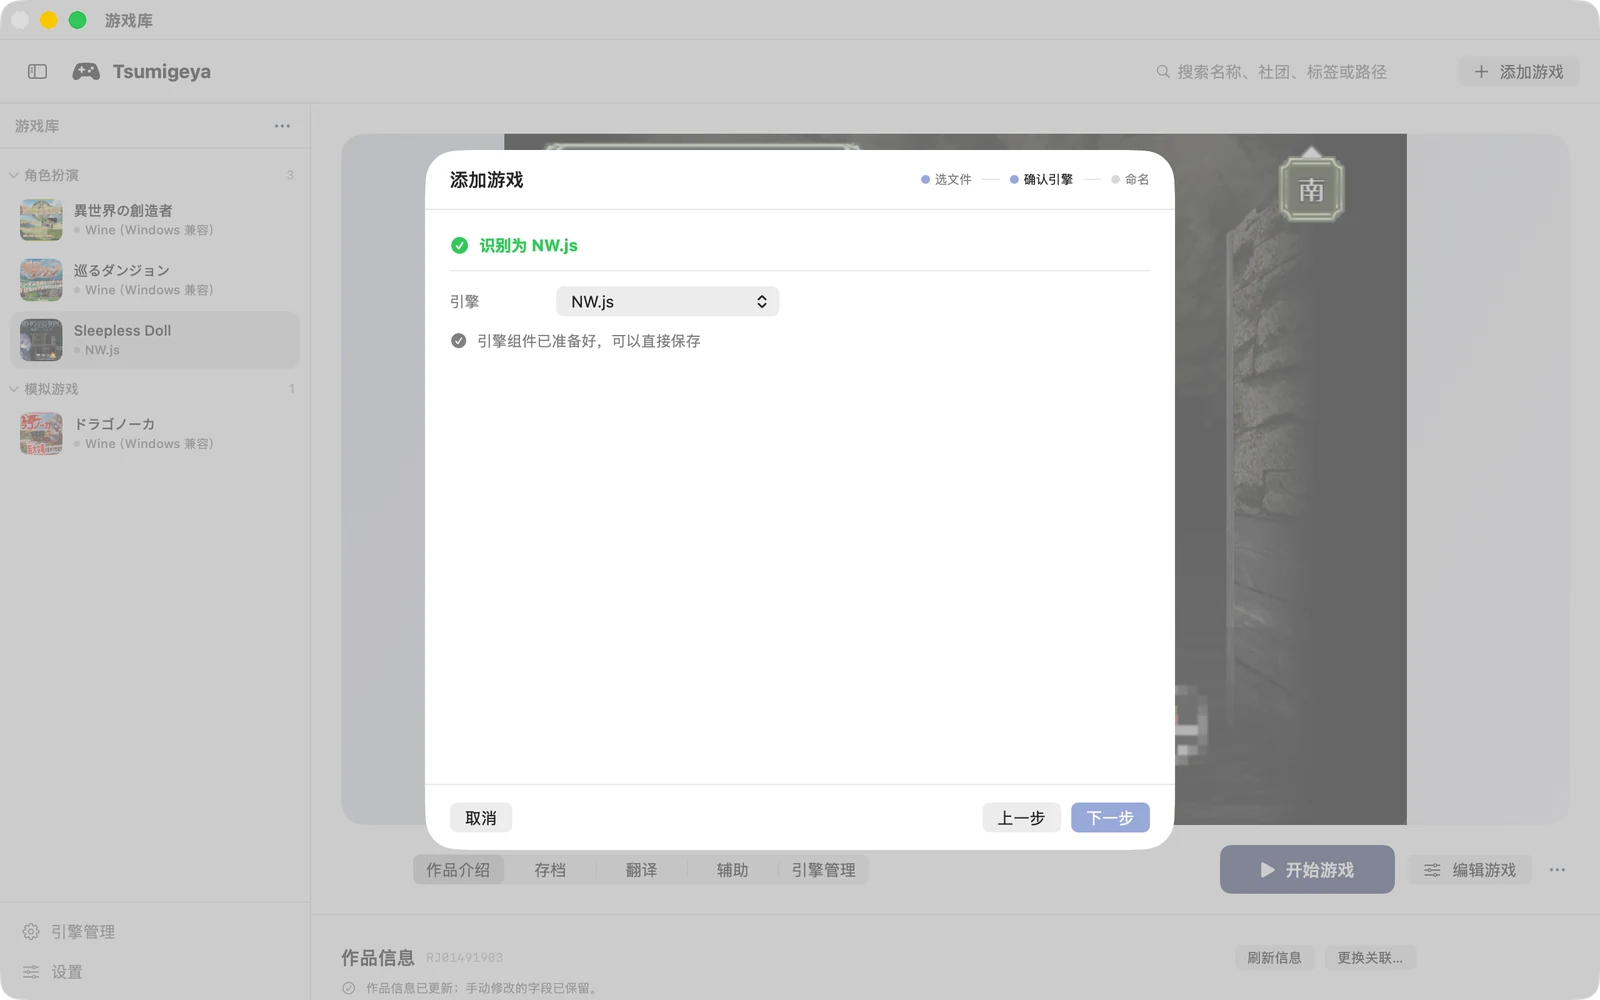 游戏库
Tsumigeya
搜索名称、社团、标签或路径
添加游戏
游戏库
角色扮演 3
異世界の創造者
Wine (Windows 兼容)
巡るダンジョン
Wine (Windows 兼容)
Sleepless Doll
NW.js
模拟游戏 1
ドラゴノーカ
Wine (Windows 兼容)
引擎管理
设置
南
添加游戏
选文件 确认引擎 命名
识别为 NW.js
引擎 NW.js
引擎组件已准备好，可以直接保存
取消 上一步 下一步
作品介绍 存档 翻译 辅助 引擎管理
开始游戏 编辑游戏
作品信息 RJ01491903
刷新信息 更换关联...
作品信息已更新；手动修改的字段已保留。